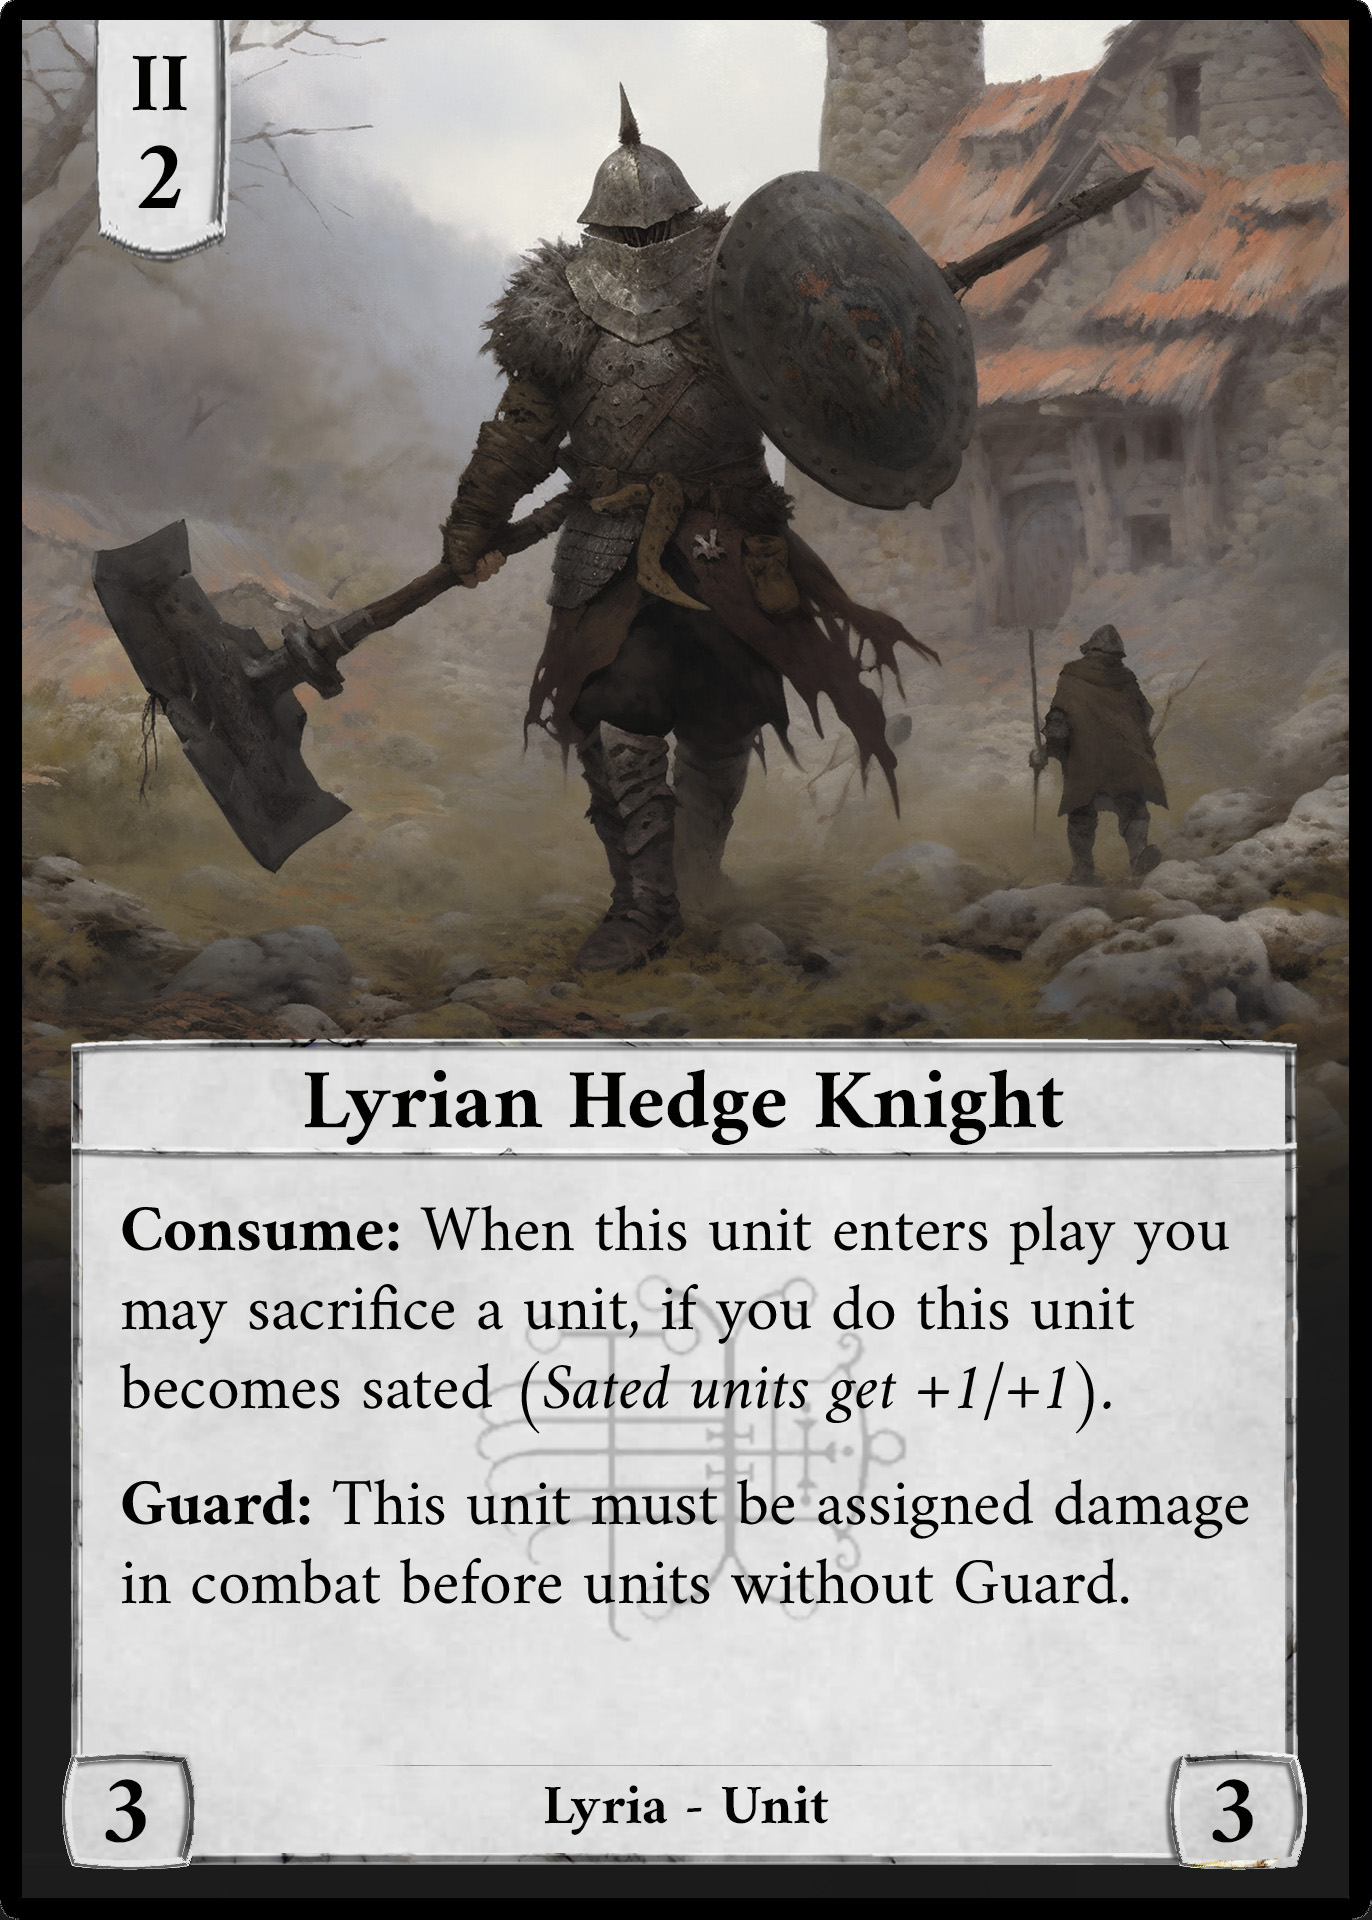 II
2
Lyrian Hedge Knight
Consume: When this unit enters play you
may sacrifice a unit, if you do this unit
becomes sated (Sated units get +1/+1).
Guard: This unit must be assigned damage
in combat before units without Guard.
3
Lyria - Unit
3